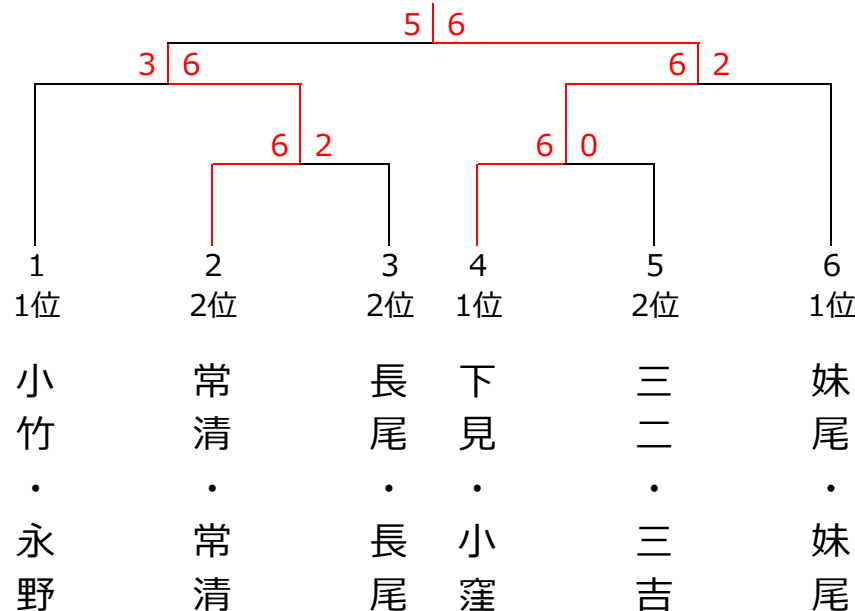 5 6
3 6
6 2
6 2
6 0
1
2
3
4
5
6
1位
2位
2位
1位
2位
1位
小竹・永野
常清・常清
長尾・長尾
下見・小窪
三二・三吉
妹尾・妹尾